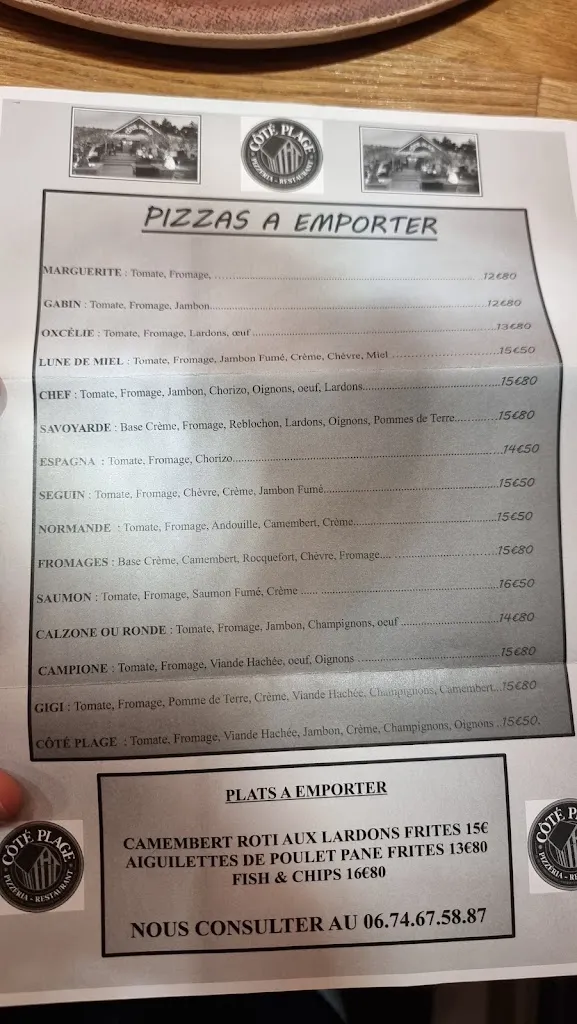 CÔTÉ PLAGE
PIZZERIA - RESTAURANT
PIZZAS A EMPORTER
MARGUERITE : Tomate, Fromage, ........ 12€80
GABIN : Tomate, Fromage, Jambon........ 12€80
OXCÉLIE : Tomate, Fromage, Lardons, œuf ........ 13€80
LUNE DE MIEL : Tomate, Fromage, Jambon Fumé, Crème, Chêvre, Miel ........ 15€50
CHEF : Tomate, Fromage, Jambon, Chorizo, Oignons, oeuf, Lardons........ 15€80
SAVOYARDE : Base Crème, Fromage, Reblochon, Lardons, Oignons, Pommes de Terre........ 15€80
ESPAGNA : Tomate, Fromage, Chorizo........ 14€50
SEGUIN : Tomate, Fromage, Chêvre, Crème, Jambon Fumé........ 15€50
NORMANDE : Tomate, Fromage, Andouille, Camembert, Crème........ 15€50
FROMAGES : Base Crème, Camembert, Rocquefort, Chêvre, Fromage........ 15€80
SAUMON : Tomate, Fromage, Saumon Fumé, Crème ........ 16€50
CALZONE OU RONDE : Tomate, Fromage, Jambon, Champignons, oeuf ........ 14€80
CAMPIONE : Tomate, Fromage, Viande Hachée, oeuf, Oignons ........ 15€80
GIGI : Tomate, Fromage, Pomme de Terre, Crème, Viande Hachée, Champignons, Camembert...15€80
CÔTÉ PLAGE : Tomate, Fromage, Viande Hachée, Jambon, Crème, Champignons, Oignons ..15€50.
PLATS A EMPORTER
CAMEMBERT ROTI AUX LARDONS FRITES 15€
AIGUILETTES DE POULET PANE FRITES 13€80
FISH & CHIPS 16€80
NOUS CONSULTER AU 06.74.67.58.87
CÔTÉ PLAGE
PIZZERIA - RESTAURANT
CÔTÉ P
PIZZERIA - RE